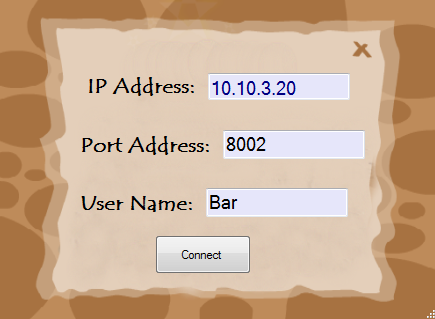 IP Address: 10.10.3.20
Port Address: 8002
User Name: Bar
Connect